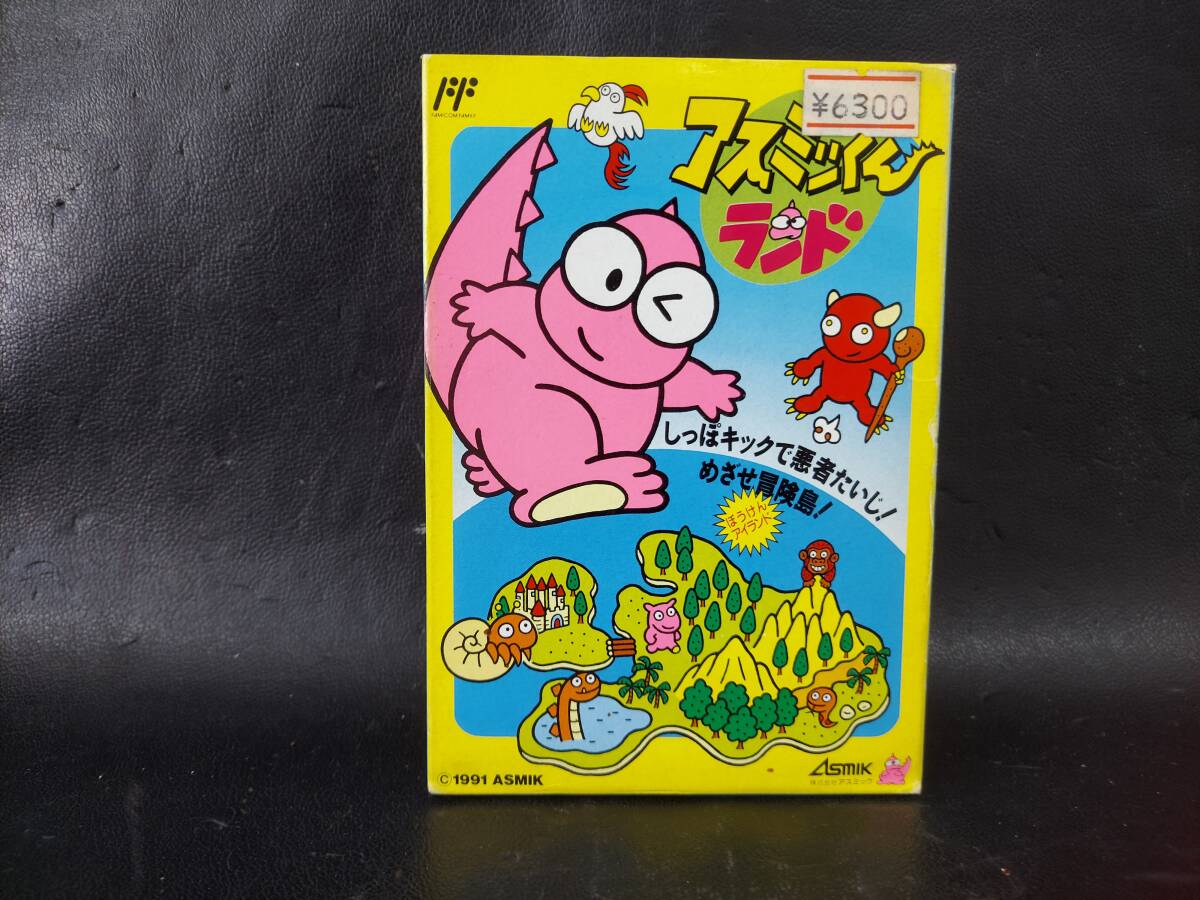 FAMICOM FAMILY
¥6300
アスミッくん
ランド
しっぽキックで悪者たいじ!
めざせ冒険島!
ぼうけん
アイランド
©1991 ASMIK
ASMIK
株式会社アスミック